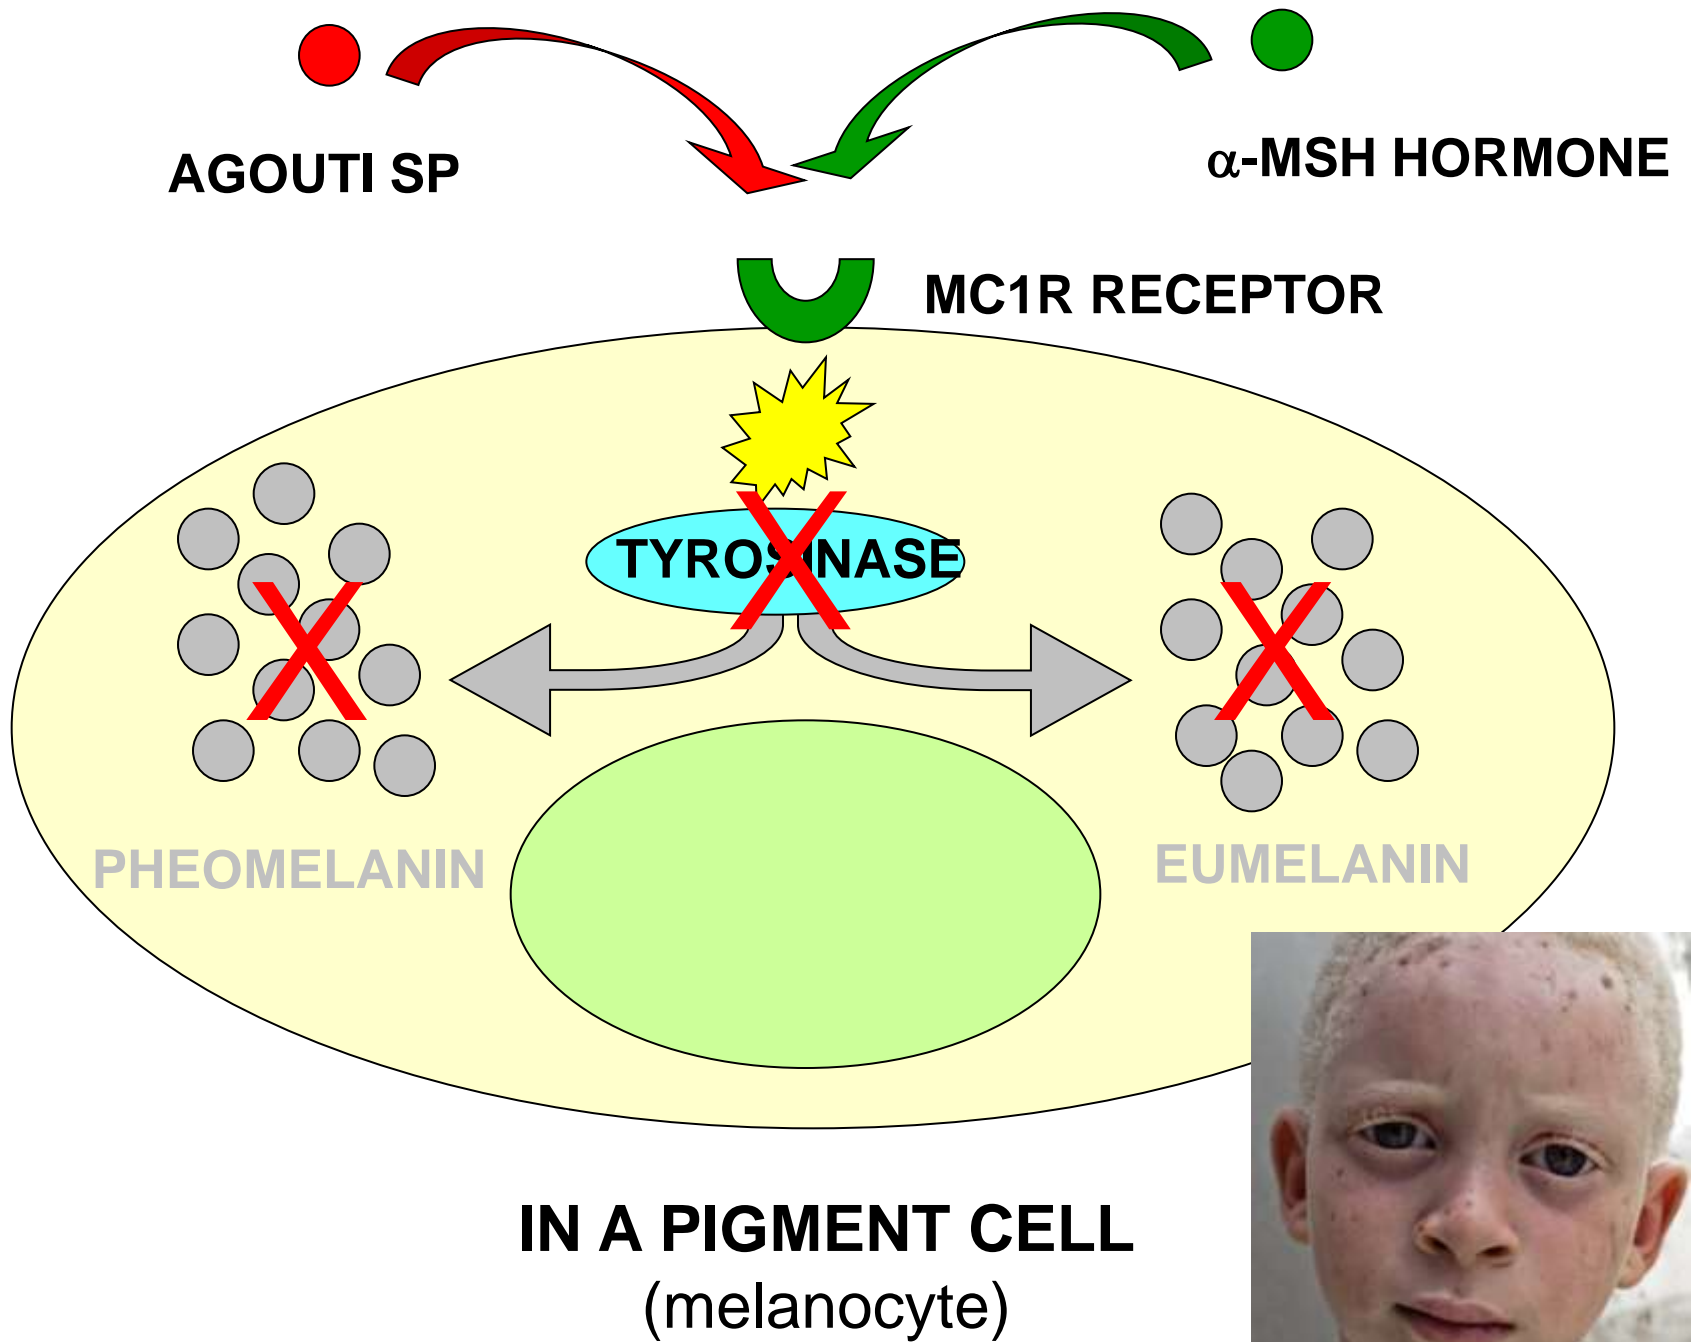 AGOUTI SP
α-MSH HORMONE
MC1R RECEPTOR
TYROSINASE
PHEOMELANIN
EUMELANIN
IN A PIGMENT CELL
(melanocyte)